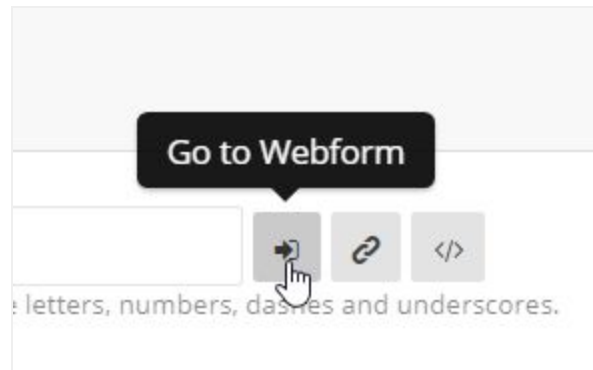 Go to Webform
</>
letters, numbers, dashes and underscores.